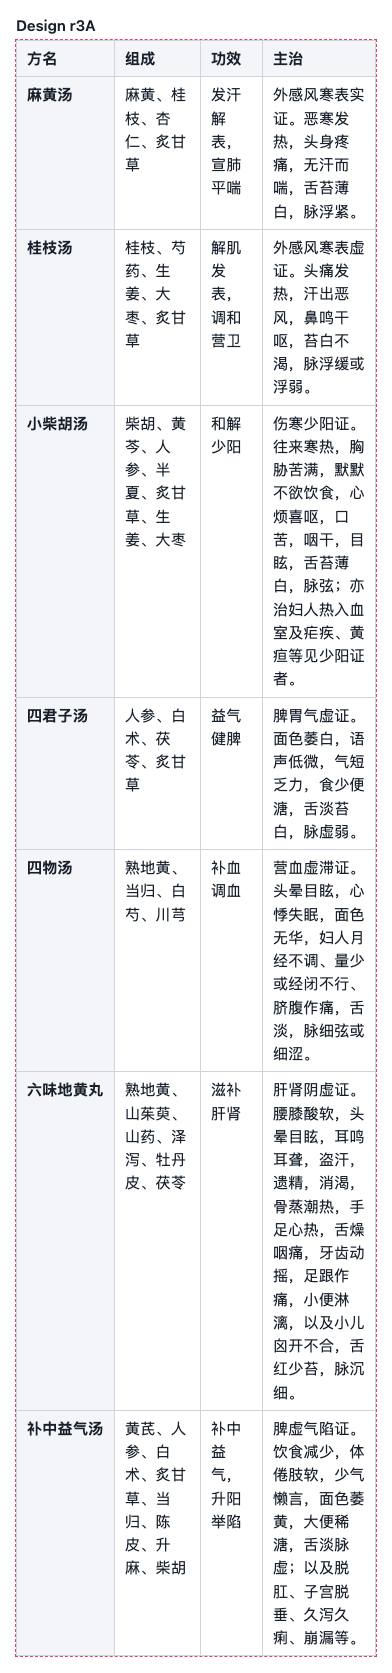 Design r3A
方名
组成
功效
主治
麻黄汤
麻黄、桂
枝、杏
仁、炙甘
草
发汗
解
表，
宣肺
平喘
外感风寒表实
证。恶寒发
热，头身疼
痛，无汗而
喘，舌苔薄
白，脉浮紧。
桂枝汤
桂枝、芍
药、生
姜、大
枣、炙甘
草
解肌
发
表，
调和
营卫
外感风寒表虚
证。头痛发
热，汗出恶
风，鼻鸣干
呕，苔白不
渴，脉浮缓或
浮弱。
小柴胡汤
柴胡、黄
芩、人
参、半
夏、炙甘
草、生
姜、大枣
和解
少阳
伤寒少阳证。
往来寒热，胸
胁苦满，默默
不欲饮食，心
烦喜呕，口
苦，咽干，目
眩，舌苔薄
白，脉弦；亦
治妇人热入血
室及疟疾、黄
疸等见少阳证
者。
四君子汤
人参、白
术、茯
苓、炙甘
草
益气
健脾
脾胃气虚证。
面色萎白，语
声低微，气短
乏力，食少便
溏，舌淡苔
白，脉虚弱。
四物汤
熟地黄、
当归、白
芍、川芎
补血
调血
营血虚滞证。
头晕目眩，心
悸失眠，面色
无华，妇人月
经不调、量少
或经闭不行、
脐腹作痛，舌
淡，脉细弦或
细涩。
六味地黄丸
熟地黄、
山茱萸、
山药、泽
泻、牡丹
皮、茯苓
滋补
肝肾
肝肾阴虚证。
腰膝酸软，头
晕目眩，耳鸣
耳聋，盗汗，
遗精，消渴，
骨蒸潮热，手
足心热，舌燥
咽痛，牙齿动
摇，足跟作
痛，小便淋
漓，以及小儿
囟开不合，舌
红少苔，脉沉
细。
补中益气汤
黄芪、人
参、白
术、炙甘
草、当
归、陈
皮、升
麻、柴胡
补中
益
气，
升阳
举陷
脾虚气陷证。
饮食减少，体
倦肢软，少气
懒言，面色萎
黄，大便稀
溏，舌淡脉
虚；以及脱
肛、子宫脱
垂、久泻久
痢、崩漏等。